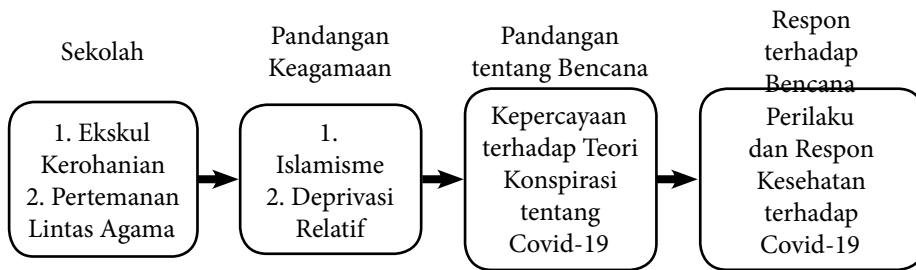 Sekolah
1. Ekskul
Kerohanian
2. Pertemanan
Lintas Agama
Pandangan
Keagamaan
1.
Islamisme
2. Deprivasi
Relatif
Pandangan
tentang Bencana
Kepercayaan
terhadap Teori
Konspirasi
tentang
Covid-19
Respon
terhadap
Bencana
Perilaku
dan Respon
Kesehatan
terhadap
Covid-19